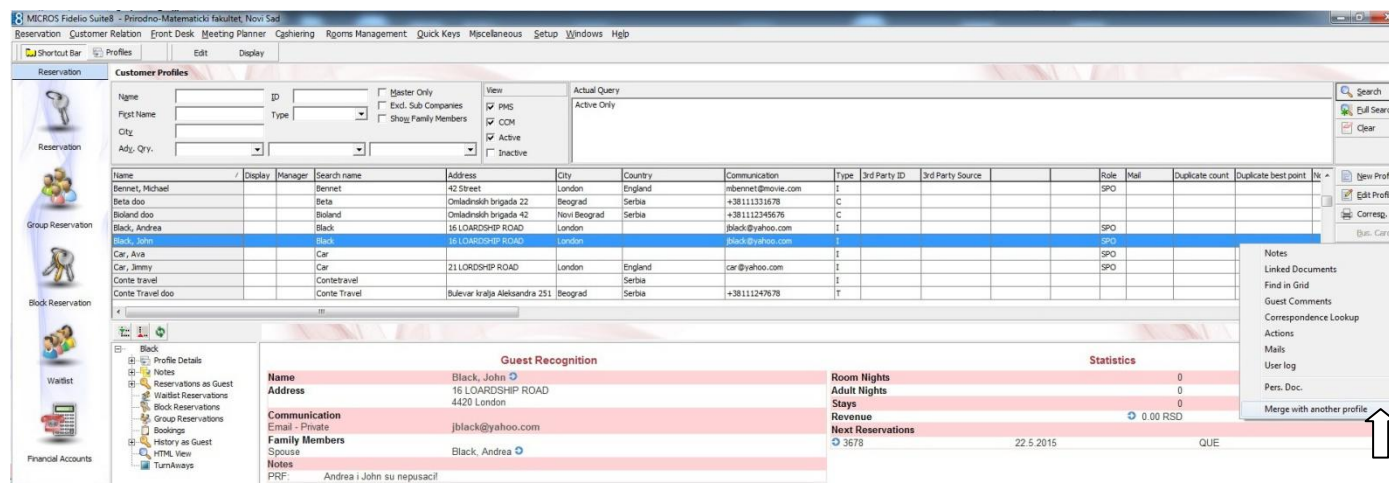 8 MICROS Fidelio Suite8 - Prirodno-Matematicki fakultet, Novi Sad
Reservation Customer Relation Front Desk Meeting Planner Cashiering Rooms Management Quick Keys Miscellaneous Setup Windows Help
Shortcut Bar Profiles Edit Display
Reservation Customer Profiles
Name ID Master Only View Actual Query Search
Excl. Sub Companies PMS Active Only
First Name Type Show Family Members CCM Full Searc
City Active Clear
Adv. Qry. Inactive
Reservation
Name / Display Manager Search name Address City Country Communication Type 3rd Party ID 3rd Party Source Role Mail Duplicate count Duplicate best point No New Prof
Bennet, Michael Bennet 42 Street London England mbennet@movie.com I SPO
Beta doo Beta Omladinskih brigada 22 Beograd Serbia +38111331678 C Edit Profi
Bioland doo Bioland Omladinskih brigada 42 Novi Beograd Serbia +381112345676 C Corresp.
Black, Andrea Black 16 LOARDSHIP ROAD London jblack@yahoo.com I SPO
Black, John Black 16 LOARDSHIP ROAD London jblack@yahoo.com I SPO Bus. Card
Car, Ava Car I SPO
Car, Jimmy Car 21 LORDSHIP ROAD London England car@yahoo.com I SPO
Conte travel Contetravel Serbia I
Conte Travel doo Conte Travel Bulevar kralja Aleksandra 251 Beograd Serbia +38111247678 T
Group Reservation
Block Reservation
Waitlist
Financial Accounts
Notes
Linked Documents
Find in Grid
Guest Comments
Correspondence Lookup
Actions
Mails
User log
Pers. Doc.
Merge with another profile
Black
Profile Details
Notes
Reservations as Guest
Waitlist Reservations
Block Reservations
Group Reservations
Bookings
History as Guest
HTML View
TurnAways
Guest Recognition
Name Black, John
Address 16 LOARDSHIP ROAD
4420 London
Communication
Email - Private jblack@yahoo.com
Family Members
Spouse Black, Andrea
Notes
PRF: Andrea i John su nepusaci!
Statistics
Room Nights 0
Adult Nights 0
Stays 0
Revenue 0.00 RSD
Next Reservations
3678 22.5.2015 QUE